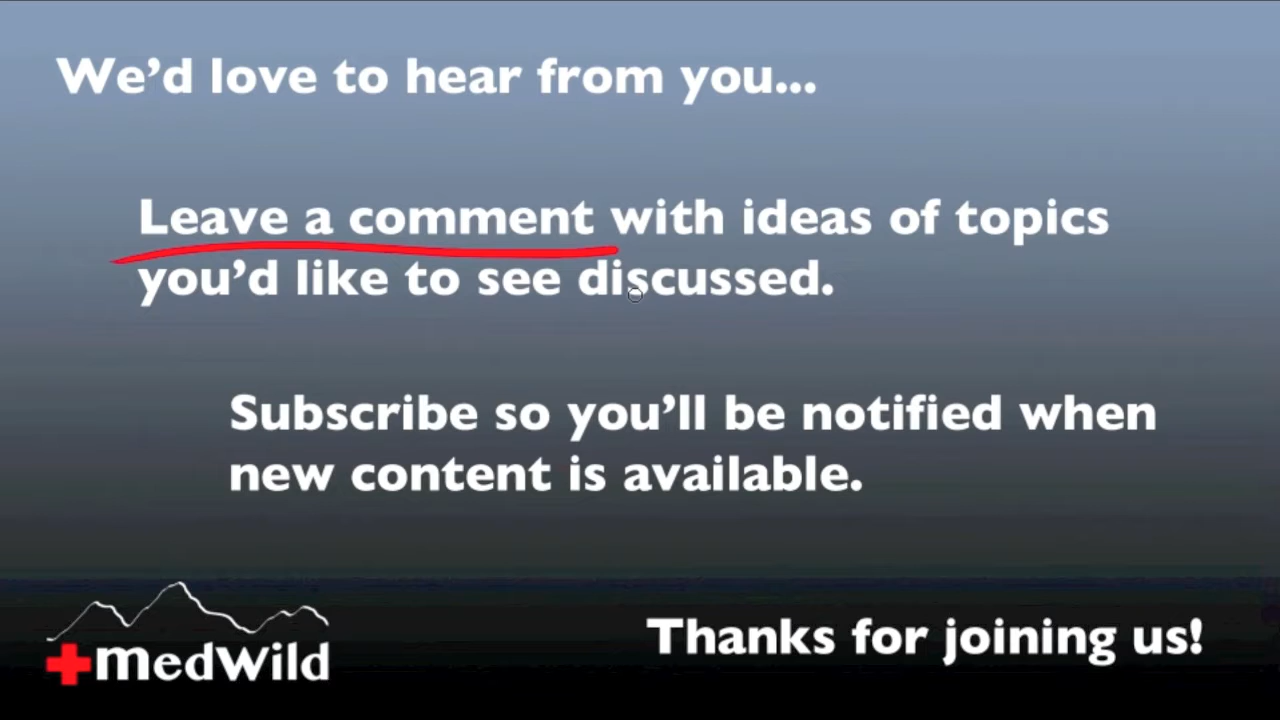 We’d love to hear from you...
Leave a comment with ideas of topics
you’d like to see discussed.
Subscribe so you’ll be notified when
new content is available.
medwild
Thanks for joining us!